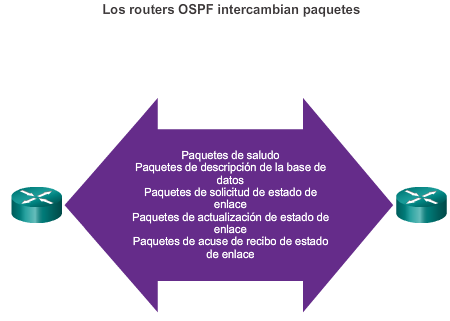 Los routers OSPF intercambian paquetes
Paquetes de saludo
Paquetes de descripción de la base de
datos
Paquetes de solicitud de estado de
enlace
Paquetes de actualización de estado de
enlace
Paquetes de acuse de recibo de estado
de enlace